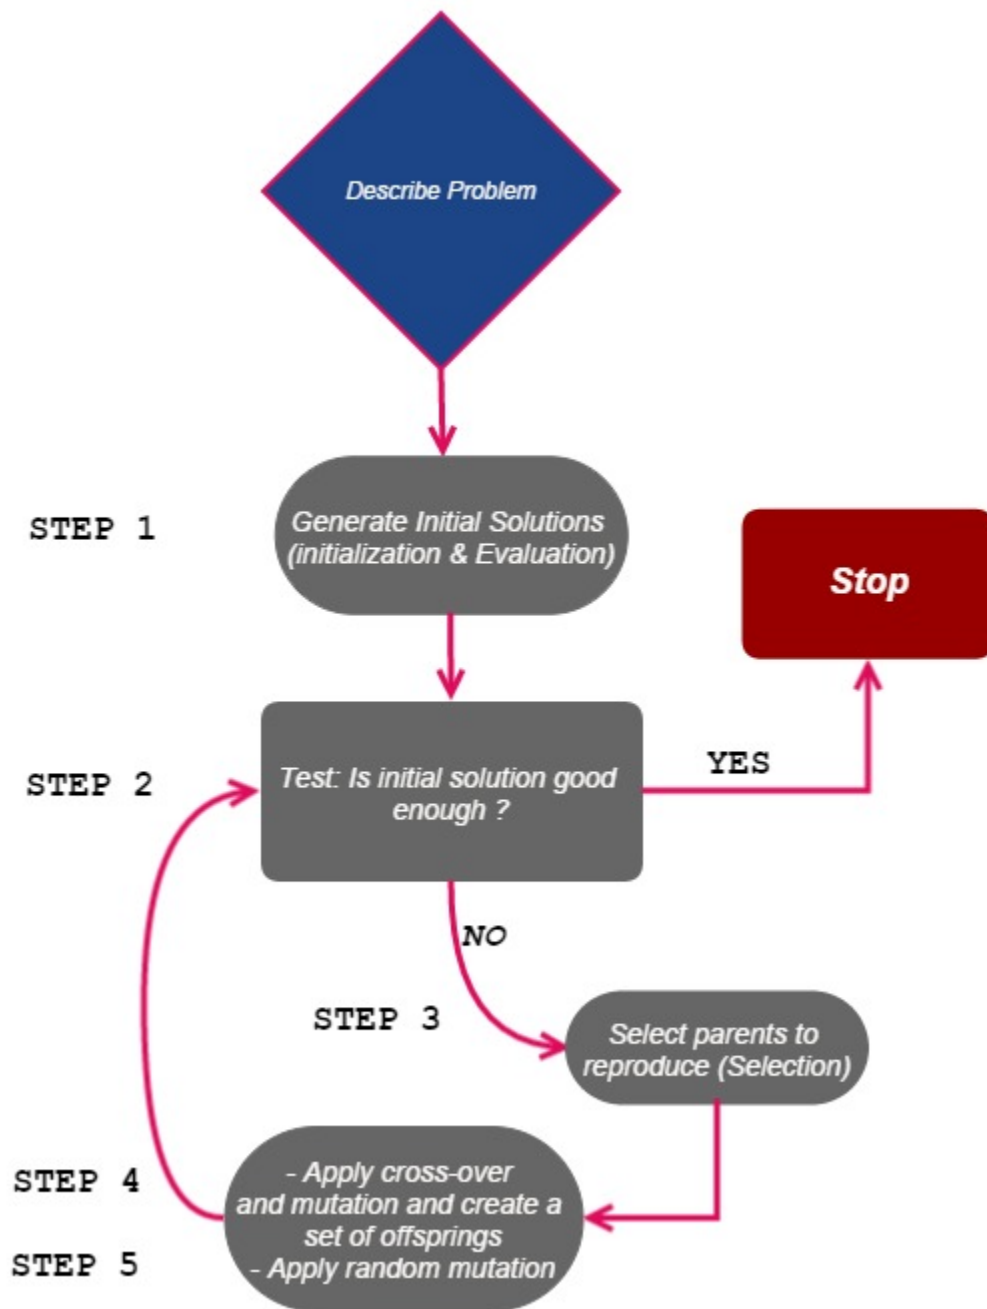 Describe Problem
STEP 1
Generate Initial Solutions
(initialization & Evaluation)
Stop
STEP 2
Test: Is initial solution good
enough ?
YES
NO
STEP 3
Select parents to
reproduce (Selection)
STEP 4
- Apply cross-over
and mutation and create a
set of offsprings
STEP 5
- Apply random mutation